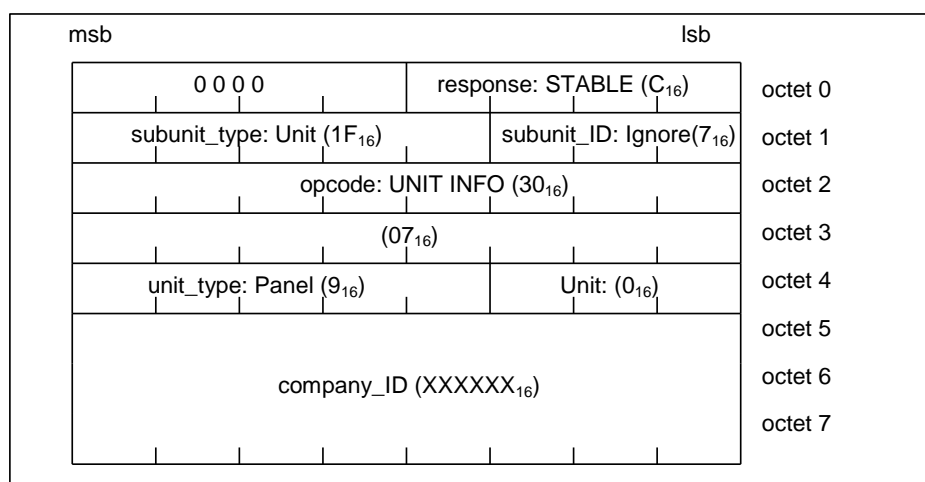 msb lsb
0 0 0 0 response: STABLE (C₁₆) octet 0
subunit_type: Unit (1F₁₆) subunit_ID: Ignore(7₁₆) octet 1
opcode: UNIT INFO (30₁₆) octet 2
(07₁₆) octet 3
unit_type: Panel (9₁₆) Unit: (0₁₆) octet 4
octet 5
company_ID (XXXXXX₁₆) octet 6
octet 7